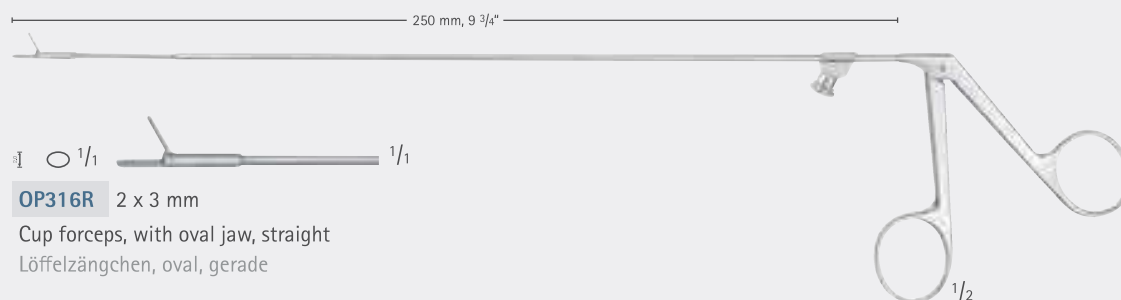 250 mm, 9 3/4"
1/1
1/1
OP316R 2 x 3 mm
Cup forceps, with oval jaw, straight
Löffelzängchen, oval, gerade
1/2